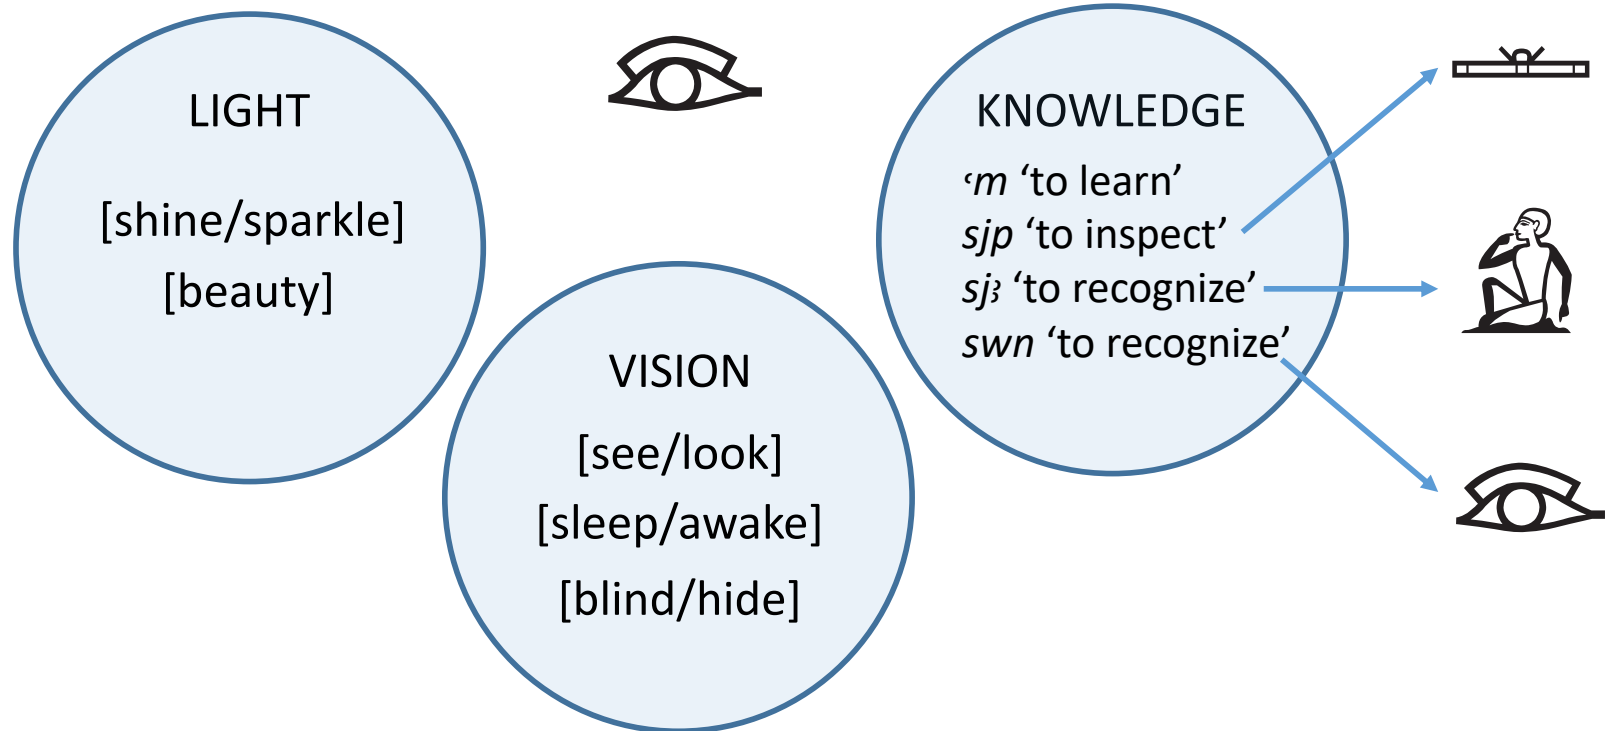 LIGHT
[shine/sparkle]
[beauty]
VISION
[see/look]
[sleep/awake]
[blind/hide]
KNOWLEDGE
ꜥm ‘to learn’
sjp ‘to inspect’
sjꜣ ‘to recognize’
swn ‘to recognize’